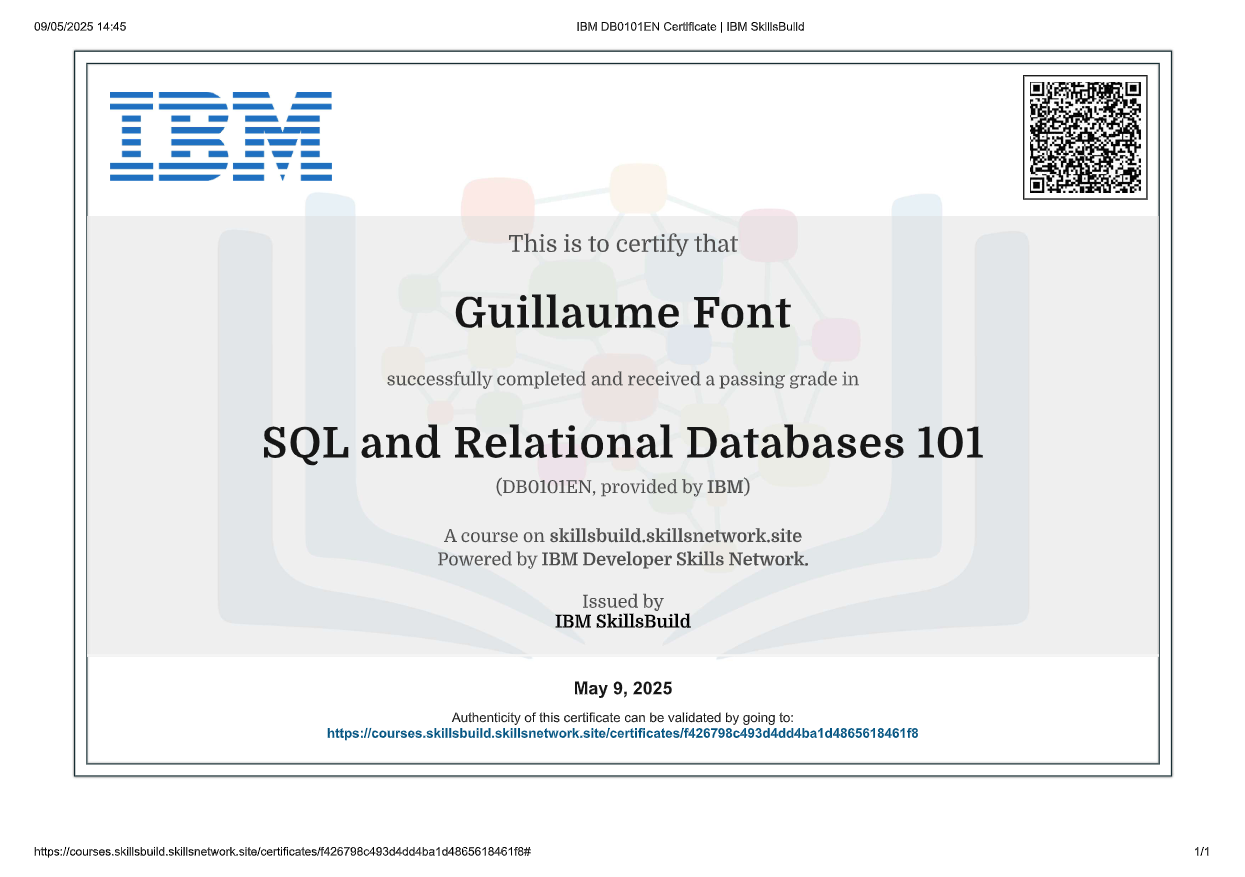 09/05/2025 14:45
IBM DB0101EN Certificate | IBM SkillsBuild
IBM
This is to certify that
Guillaume Font
successfully completed and received a passing grade in
SQL and Relational Databases 101
(DB0101EN, provided by IBM)
A course on skillsbuild.skillsnetwork.site
Powered by IBM Developer Skills Network.
Issued by
IBM SkillsBuild
May 9, 2025
Authenticity of this certificate can be validated by going to:
https://courses.skillsbuild.skillsnetwork.site/certificates/f426798c493d4dd4ba1d4865618461f8
https://courses.skillsbuild.skillsnetwork.site/certificates/f426798c493d4dd4ba1d4865618461f8#
1/1